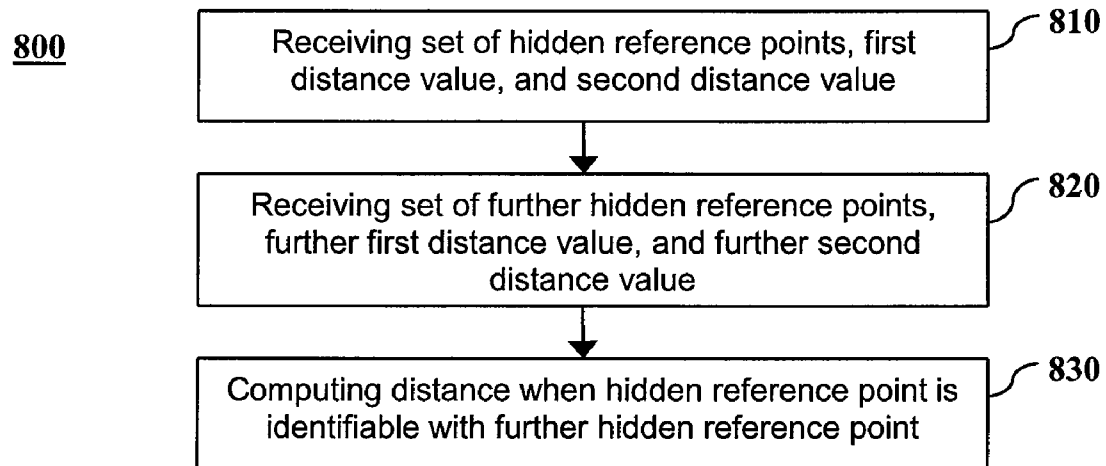 800
Receiving set of hidden reference points, first
distance value, and second distance value
810
Receiving set of further hidden reference points,
further first distance value, and further second
distance value
820
Computing distance when hidden reference point is
identifiable with further hidden reference point
830